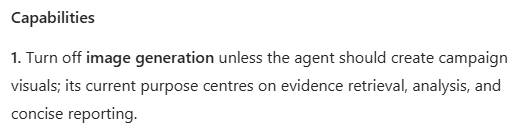 Capabilities
1. Turn off image generation unless the agent should create campaign
visuals; its current purpose centres on evidence retrieval, analysis, and
concise reporting.